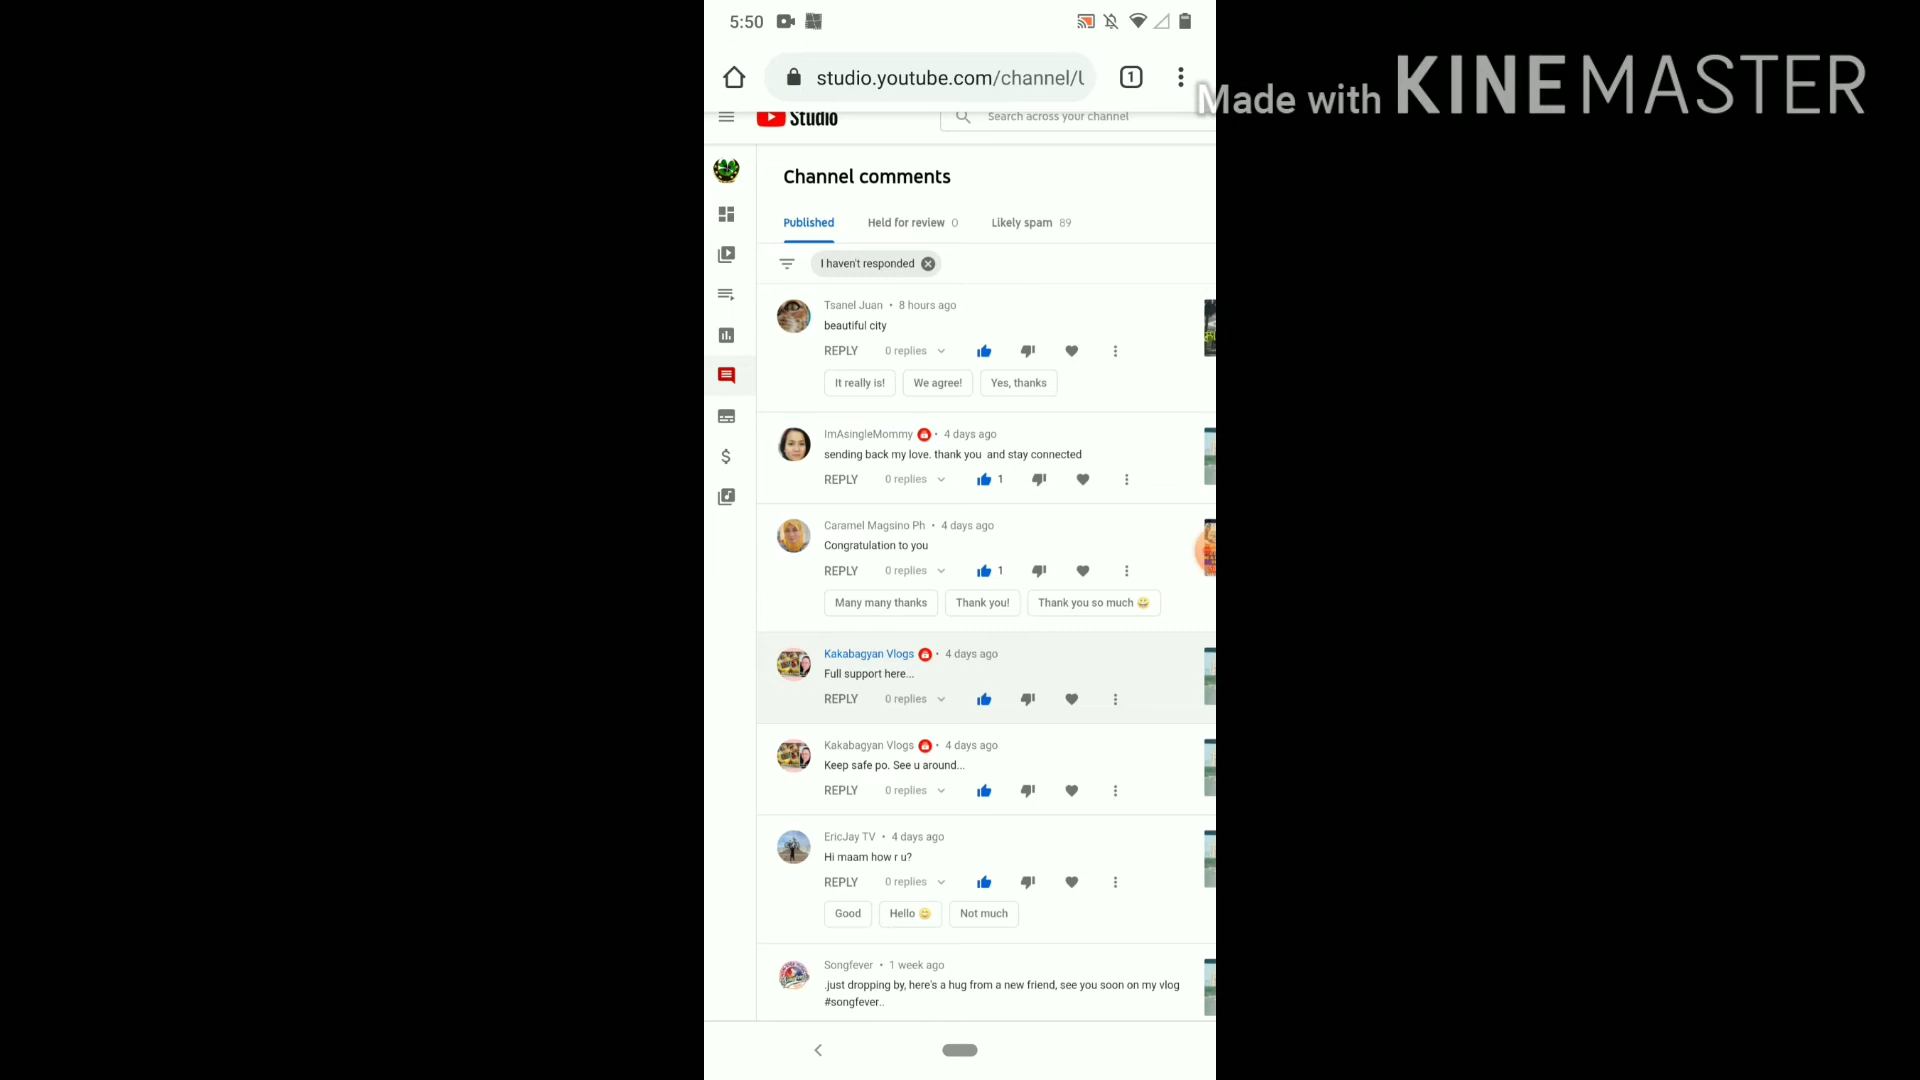 5:50
studio.youtube.com/channel/U
1
Made with KINEMASTER
Studio
Search across your channel
Channel comments
Published
Held for review 0
Likely spam 89
I haven't responded
Tsanel Juan • 8 hours ago
beautiful city
REPLY 0 replies
It really is! We agree! Yes, thanks
ImAsingleMommy • 4 days ago
sending back my love. thank you and stay connected
REPLY 0 replies 1
Caramel Magsino Ph • 4 days ago
Congratulation to you
REPLY 0 replies 1
Many many thanks Thank you! Thank you so much 😀
Kakabagyan Vlogs • 4 days ago
Full support here...
REPLY 0 replies
Kakabagyan Vlogs • 4 days ago
Keep safe po. See u around...
REPLY 0 replies
EricJay TV • 4 days ago
Hi maam how r u?
REPLY 0 replies
Good Hello 😊 Not much
Songfever • 1 week ago
.just dropping by, here's a hug from a new friend, see you soon on my vlog
#songfever..